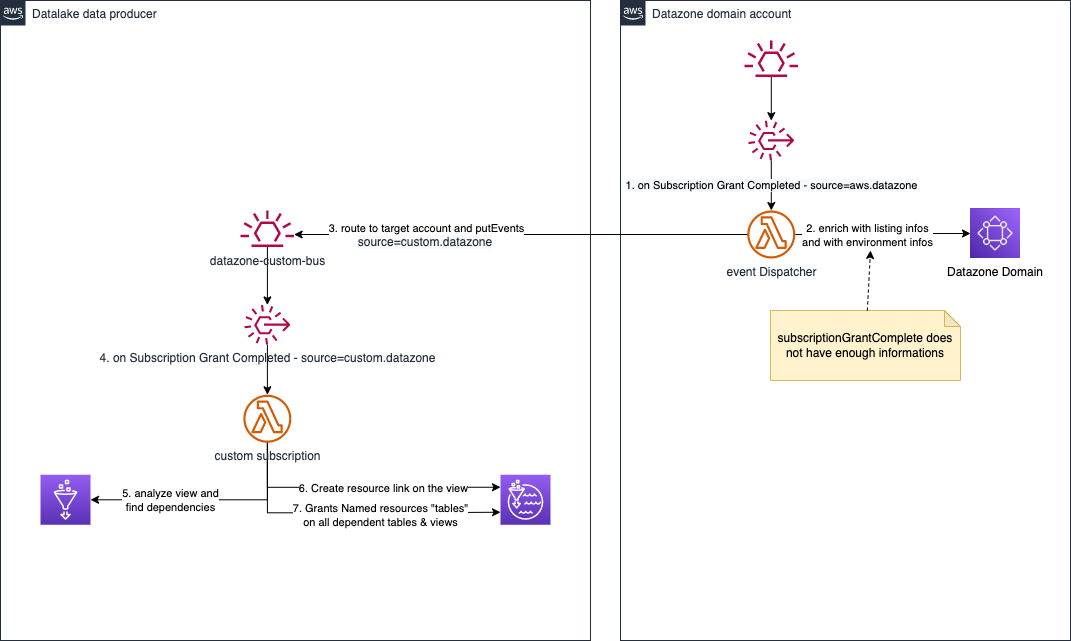 aws
Datalake data producer
aws
Datazone domain account
1. on Subscription Grant Completed - source=aws.datazone
2. enrich with listing infos
and with environment infos
event Dispatcher
Datazone Domain
subscriptionGrantComplete does
not have enough informations
3. route to target account and putEvents
source=custom.datazone
datazone-custom-bus
4. on Subscription Grant Completed - source=custom.datazone
custom subscription
5. analyze view and
find dependencies
6. Create resource link on the view
7. Grants Named resources "tables"
on all dependent tables & views